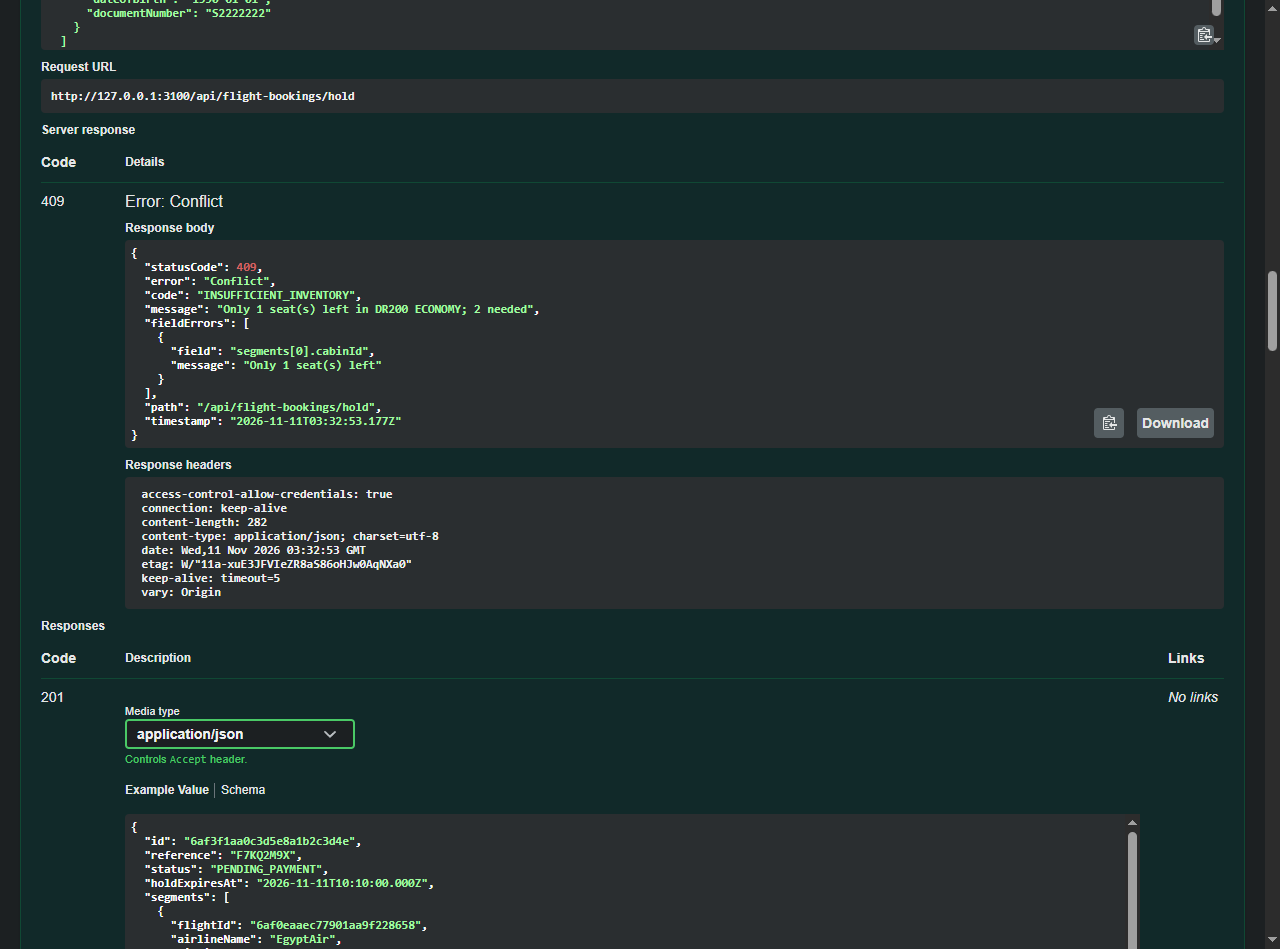 "documentNumber": "S2222222"
}
]
Request URL
http://127.0.0.1:3100/api/flight-bookings/hold
Server response
Code Details
409 Error: Conflict
Response body
{
"statusCode": 409,
"error": "Conflict",
"code": "INSUFFICIENT_INVENTORY",
"message": "Only 1 seat(s) left in DR200 ECONOMY; 2 needed",
"fieldErrors": [
{
"field": "segments[0].cabinId",
"message": "Only 1 seat(s) left"
}
],
"path": "/api/flight-bookings/hold",
"timestamp": "2026-11-11T03:32:53.177Z"
}
Download
Response headers
access-control-allow-credentials: true
connection: keep-alive
content-length: 282
content-type: application/json; charset=utf-8
date: Wed,11 Nov 2026 03:32:53 GMT
etag: W/"11a-xuE3JFVIeZR8aS86oHJw0AqNXa0"
keep-alive: timeout=5
vary: Origin
Responses
Code Description Links
201 No links
Media type
application/json
Controls Accept header.
Example Value Schema
{
"id": "6af3f1aa0c3d5e8a1b2c3d4e",
"reference": "F7KQ2M9X",
"status": "PENDING_PAYMENT",
"holdExpiresAt": "2026-11-11T10:10:00.000Z",
"segments": [
{
"flightId": "6af0eaaec77901aa9f228658",
"airlineName": "EgyptAir",